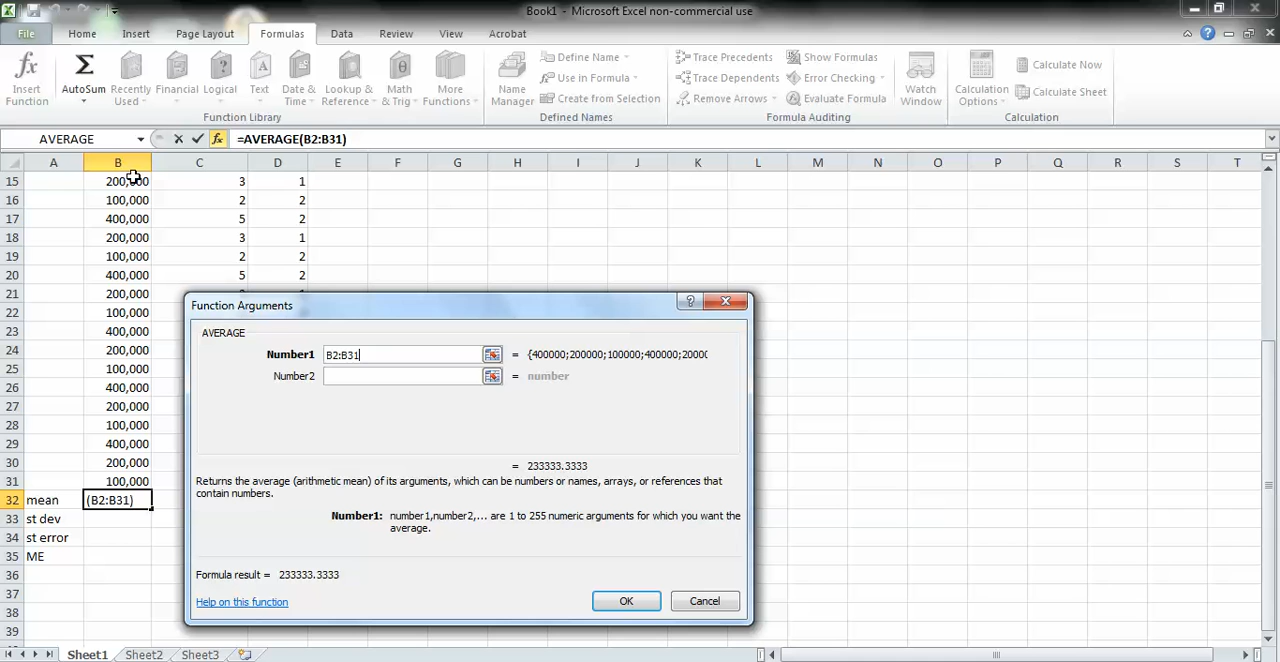 Book1 - Microsoft Excel non-commercial use
File Home Insert Page Layout Formulas Data Review View Acrobat
Insert Function
AutoSum
Recently Used
Financial
Logical
Text
Date & Time
Lookup & Reference
Math & Trig
More Functions
Function Library
Name Manager
Define Name
Use in Formula
Create from Selection
Defined Names
Trace Precedents
Trace Dependents
Remove Arrows
Show Formulas
Error Checking
Evaluate Formula
Formula Auditing
Watch Window
Calculation Options
Calculate Now
Calculate Sheet
Calculation
AVERAGE fx =AVERAGE(B2:B31)
A B C D E F G H I J K L M N O P Q R S T
15 200,000 3 1
16 100,000 2 2
17 400,000 5 2
18 200,000 3 1
19 100,000 2 2
20 400,000 5 2
21 200,000
22 100,000
23 400,000
24 200,000
25 100,000
26 400,000
27 200,000
28 100,000
29 400,000
30 200,000
31 100,000
32 mean (B2:B31)
33 st dev
34 st error
35 ME
36
37
38
39
Function Arguments
AVERAGE
Number1 B2:B31 = {400000;200000;100000;400000;20000
Number2 = number
= 233333.3333
Returns the average (arithmetic mean) of its arguments, which can be numbers or names, arrays, or references that
contain numbers.
Number1: number1,number2,... are 1 to 255 numeric arguments for which you want the
average.
Formula result = 233333.3333
Help on this function
OK Cancel
Sheet1 Sheet2 Sheet3